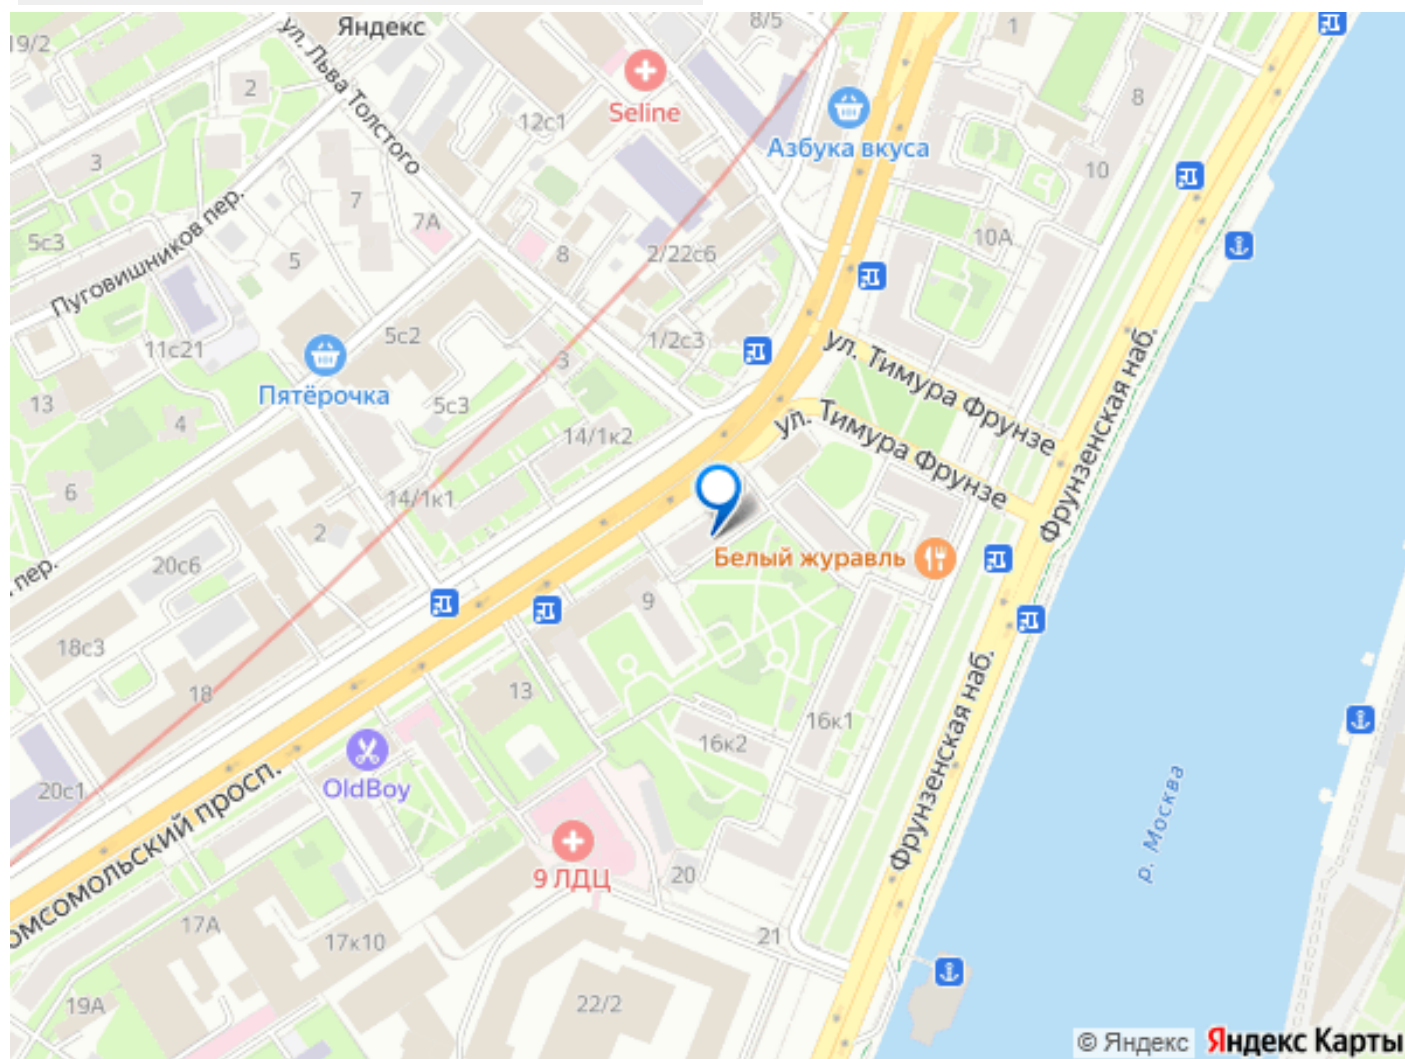 Яндекс
8/5
1
19/2
ул. Льва Толстого
2
Seline
8
12с1
Азбука вкуса
3
10
7
7А
Пуговишников пер.
5с3
10А
5
8
2/22с6
5с2
1/2с3
ул. Тимура Фрунзе
11с21
3
Пятёрочка
Фрунзенская наб.
13
5с3
4
ул. Тимура Фрунзе
14/1к2
6
14/1к1
2
Белый журавль
20с6
пер.
9
18с3
18
13
Фрунзенская наб.
16к1
16к2
OldBoy
20с1
р. Москва
омсомольский просп.
9 ЛДЦ
20
17А
17к10
21
19А
22/2
© Яндекс Яндекс Карты